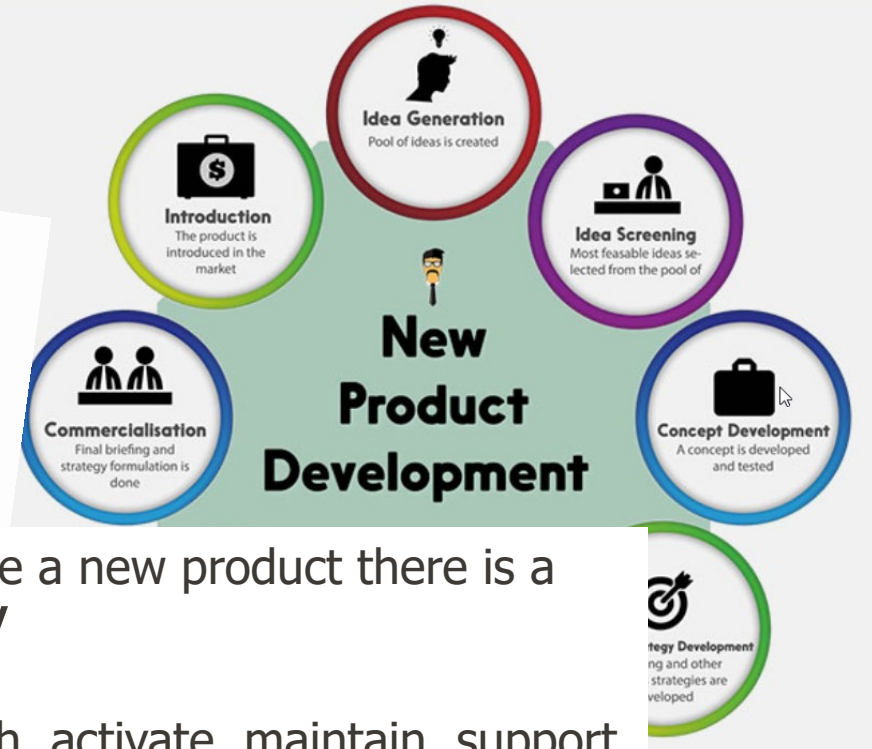 Idea Generation
Pool of ideas is created
Introduction
The product is
introduced in the
market
Idea Screening
Most feasable ideas se-
lected from the pool of
New
Product
Development
Commercialisation
Final briefing and
strategy formulation is
done
Concept Development
A concept is developed
and tested
e a new product there is a
tegy Development
ng and other
strategies are
veloped
activate maintain support